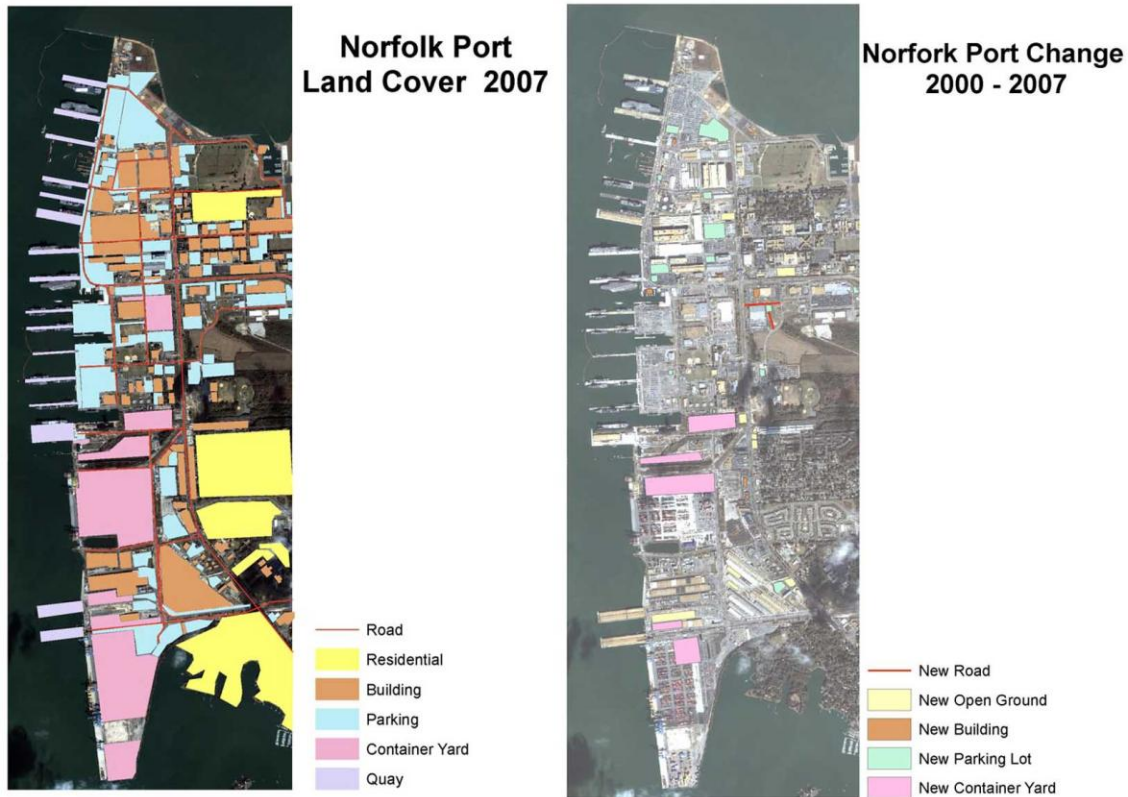 Norfolk Port
Land Cover 2007
Road
Residential
Building
Parking
Container Yard
Quay
Norfork Port Change
2000 - 2007
New Road
New Open Ground
New Building
New Parking Lot
New Container Yard